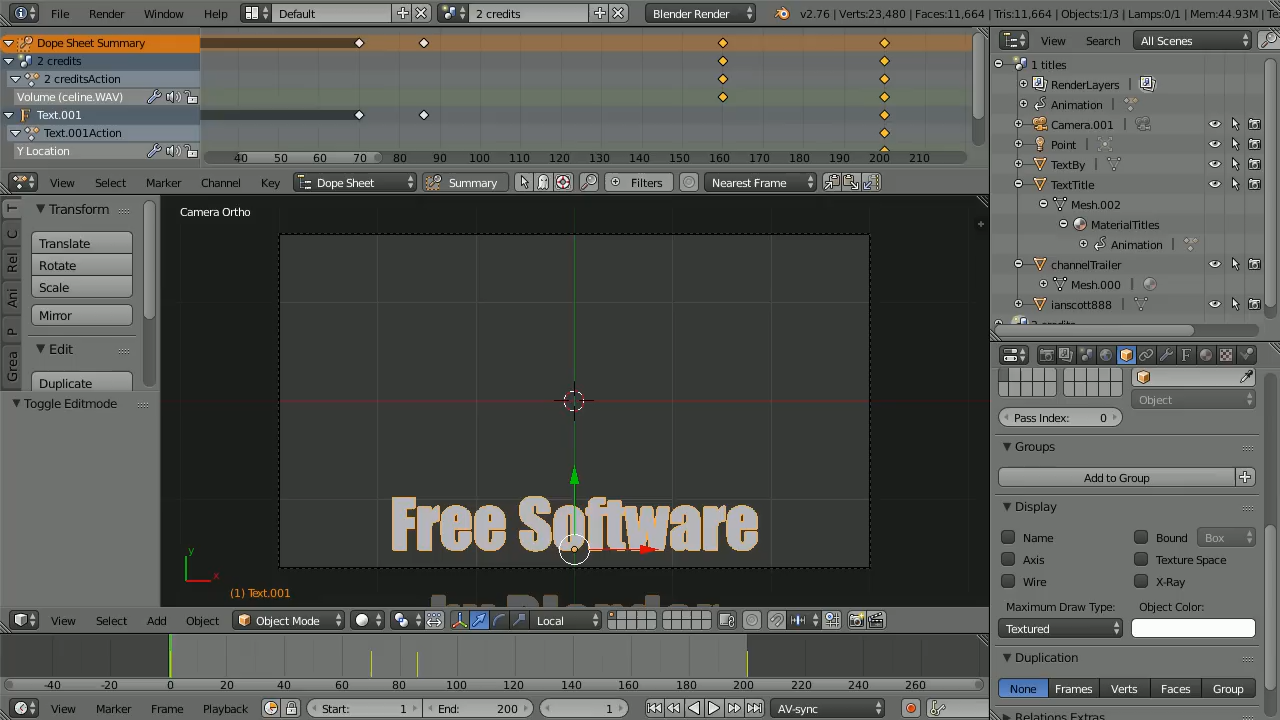 File Render Window Help Default 2 credits Blender Render v2.76 | Verts:23,480 | Faces:11,664 | Tris:11,664 | Objects:1/3 | Lamps:0/1 | Mem:44.93M |
Dope Sheet Summary
2 credits
2 creditsAction
Volume (celine.WAV)
Text.001
Text.001Action
Y Location
40 50 60 70 80 90 100 110 120 130 140 150 160 170 180 190 200 210
View Select Marker Channel Key Dope Sheet Summary Filters Nearest Frame
View Search All Scenes
1 titles
RenderLayers
Animation
Camera.001
Point
TextBy
TextTitle
Mesh.002
MaterialTitles
Animation
channelTrailer
Mesh.000
ianscott888
2 credits
T
C
Rel
Ani
P
Grea
Transform
Translate
Rotate
Scale
Mirror
Edit
Duplicate
Toggle Editmode
Camera Ortho
Free Software
by Blender
y
x
(1) Text.001
View Select Add Object Object Mode Local
-40 -20 0 20 40 60 80 100 120 140 160 180 200 220 240 260
View Marker Frame Playback Start: 1 End: 200 1 AV-sync
Object
Pass Index: 0
Groups
Add to Group
Display
Name Bound Box
Axis Texture Space
Wire X-Ray
Maximum Draw Type: Object Color:
Textured
Duplication
None Frames Verts Faces Group
Relations Extras